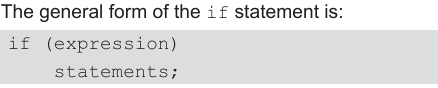 The general form of the if statement is:
if (expression)
    statements;